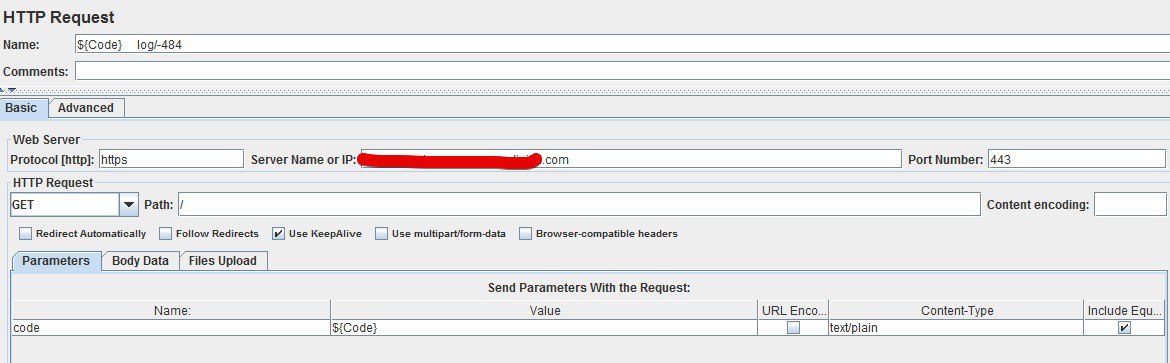 HTTP Request
Name: ${Code} log/-484
Comments:
Basic Advanced
Web Server
Protocol [http]: https Server Name or IP: .com Port Number: 443
HTTP Request
GET Path: / Content encoding:
Redirect Automatically Follow Redirects Use KeepAlive Use multipart/form-data Browser-compatible headers
Parameters Body Data Files Upload
Send Parameters With the Request:
Name: Value URL Enco... Content-Type Include Equ...
code ${Code} text/plain